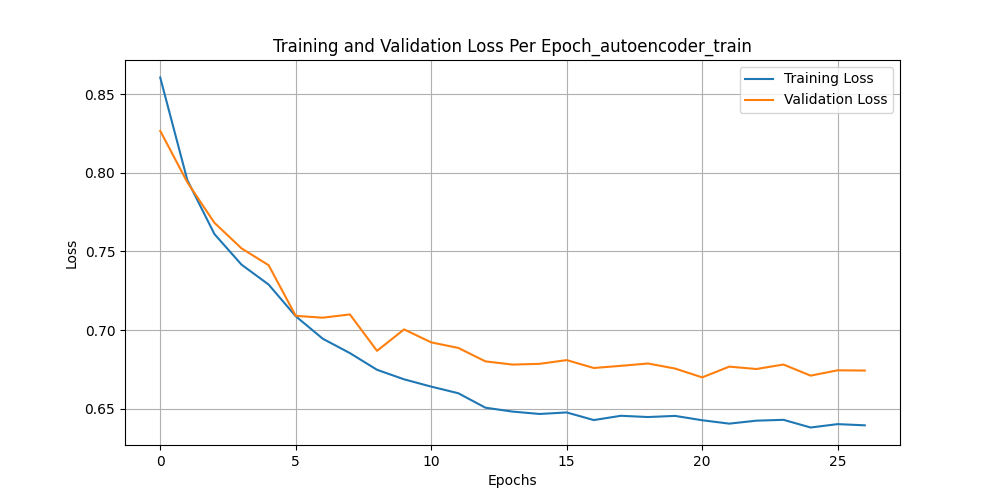 Training and Validation Loss Per Epoch_autoencoder_train
Training Loss
Validation Loss
0.85
0.80
0.75
0.70
0.65
Loss
0 5 10 15 20 25
Epochs